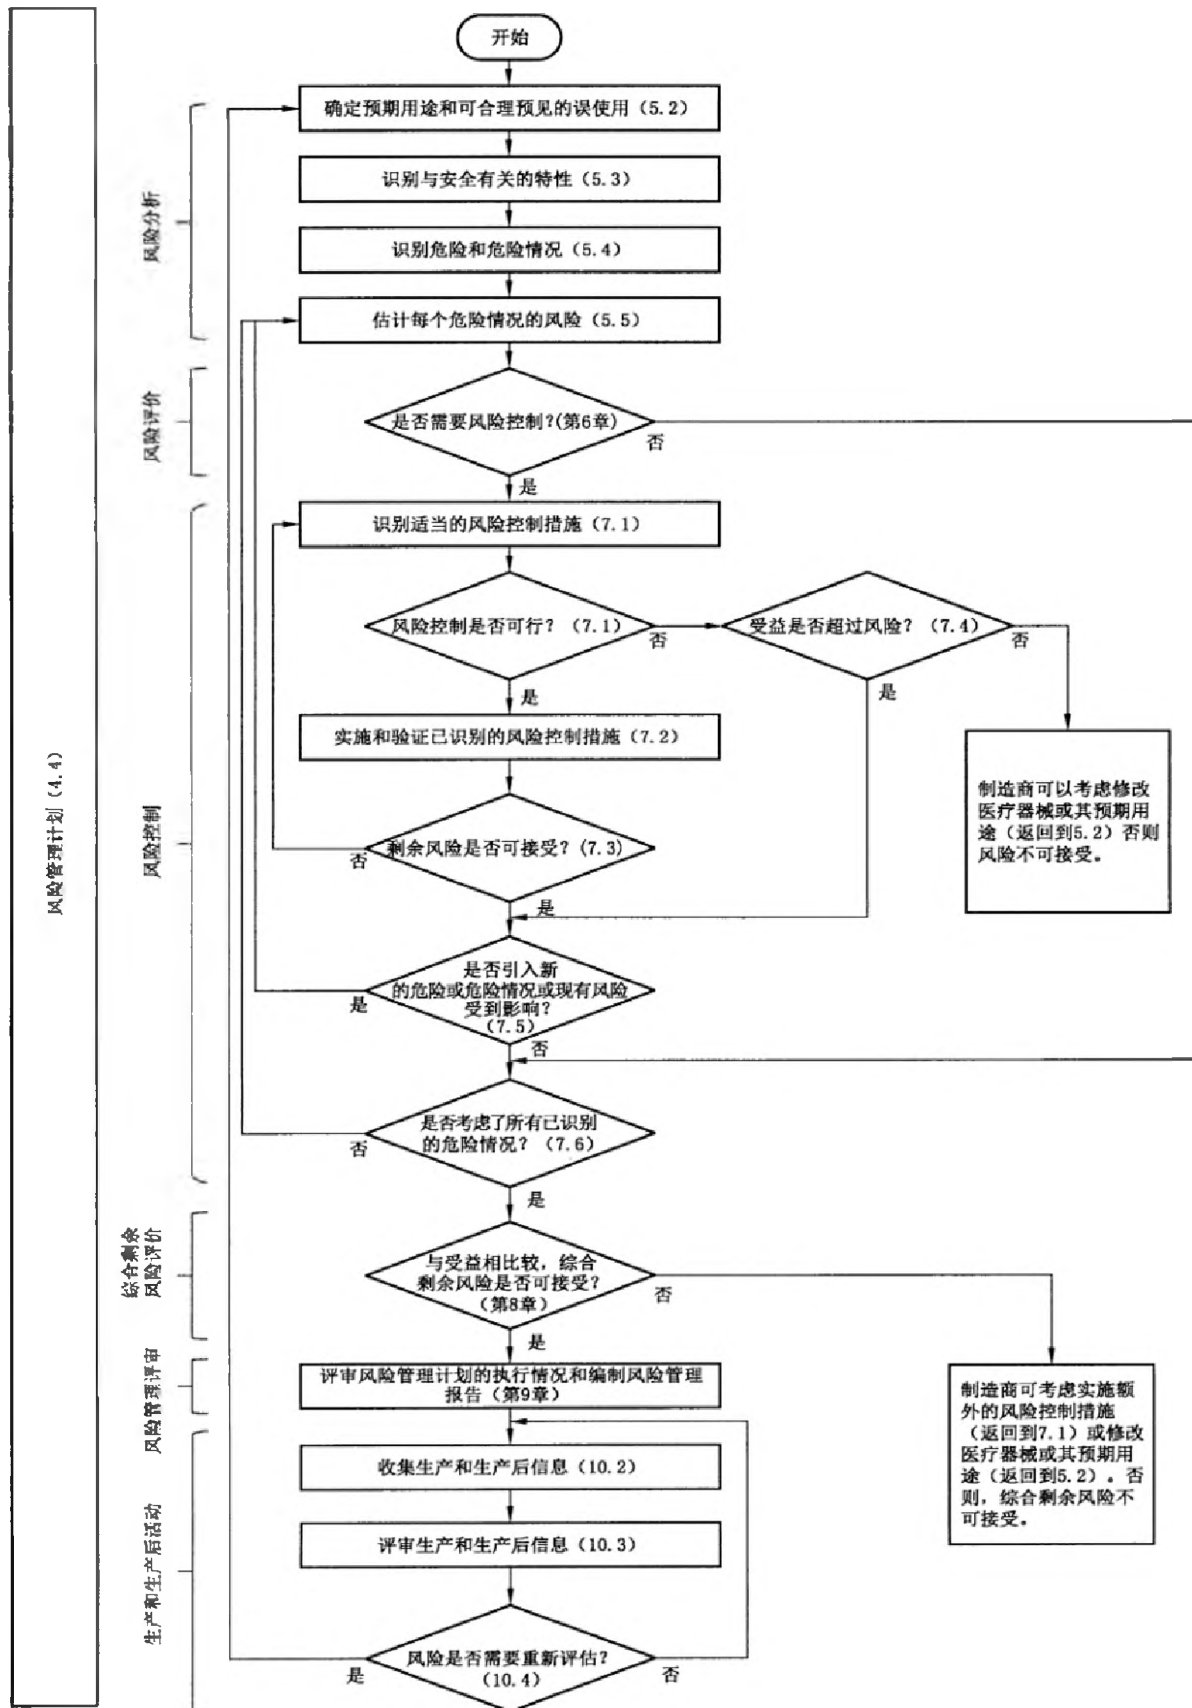 开始
确定预期用途和可合理预见的误使用（5.2）
识别与安全有关的特性（5.3）
风险分析
识别危险和危险情况（5.4）
估计每个危险情况的风险（5.5）
是否需要风险控制？(第6章)
风险评价
否
是
识别适当的风险控制措施（7.1）
风险控制是否可行？（7.1）
否
受益是否超过风险？（7.4）
否
是
是
实施和验证已识别的风险控制措施（7.2）
风险管理计划（4.4）
风险控制
制造商可以考虑修改
医疗器械或其预期用
途（返回到5.2）否则
风险不可接受。
剩余风险是否可接受？（7.3）
否
是
是否引入新
的危险或危险情况或现有风险
受到影响？
（7.5）
是
否
是否考虑了所有已识别
的危险情况？（7.6）
否
是
综合剩余
风险评价
与受益相比较，综合
剩余风险是否可接受？
（第8章）
否
是
风险管理评审
评审风险管理计划的执行情况和编制风险管理
报告（第9章）
制造商可考虑实施额
外的风险控制措施
（返回到7.1）或修改
医疗器械或其预期用
途（返回到5.2）。否
则，综合剩余风险不
可接受。
收集生产和生产后信息（10.2）
评审生产和生产后信息（10.3）
生产和生产后活动
风险是否需要重新评估？
（10.4）
是
否